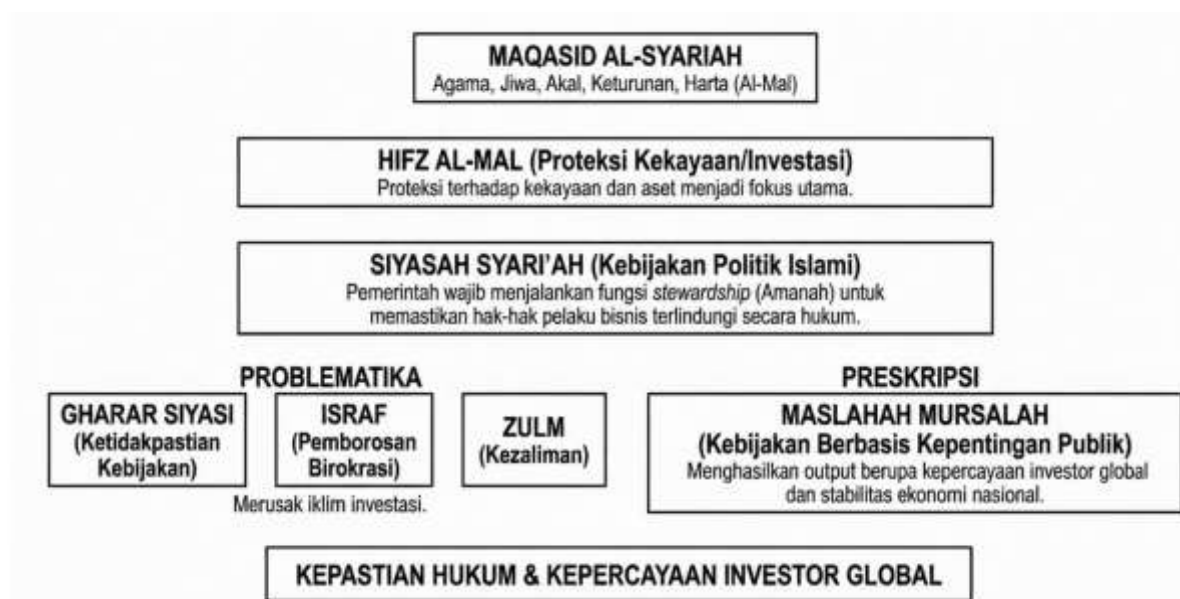 MAQASID AL-SYARIAH
Agama, Jiwa, Akal, Keturunan, Harta (Al-Mal)
HIFZ AL-MAL (Proteksi Kekayaan/Investasi)
Proteksi terhadap kekayaan dan aset menjadi fokus utama.
SIYASAH SYARI'AH (Kebijakan Politik Islami)
Pemerintah wajib menjalankan fungsi stewardship (Amanah) untuk
memastikan hak-hak pelaku bisnis terlindungi secara hukum.
PROBLEMATIKA
GHARAR SIYASI
(Ketidakpastian
Kebijakan)
ISRAF
(Pemborosan
Birokrasi)
ZULM
(Kezaliman)
Merusak iklim investasi.
PRESKRIPSI
MASLAHAH MURSALAH
(Kebijakan Berbasis Kepentingan Publik)
Menghasilkan output berupa kepercayaan investor global
dan stabilitas ekonomi nasional.
KEPASTIAN HUKUM & KEPERCAYAAN INVESTOR GLOBAL